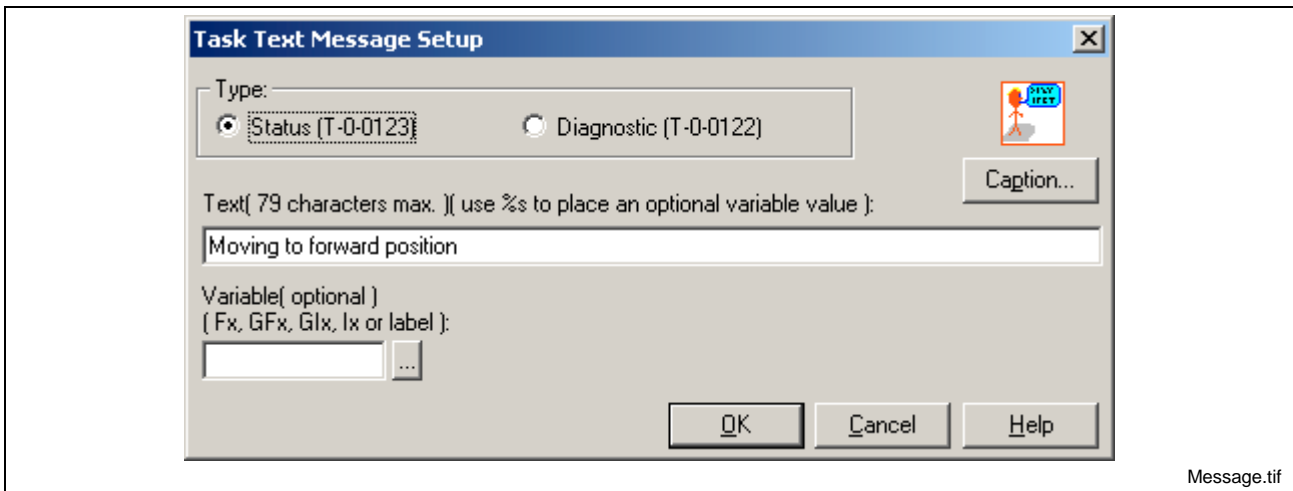 Task Text Message Setup
Type:
Status (T-0-0123)
Diagnostic (T-0-0122)
Caption...
Text( 79 characters max. )( use %s to place an optional variable value ):
Moving to forward position
Variable( optional )
( Fx, GFx, GIx, Ix or label ):
...
OK
Cancel
Help
Message.tif